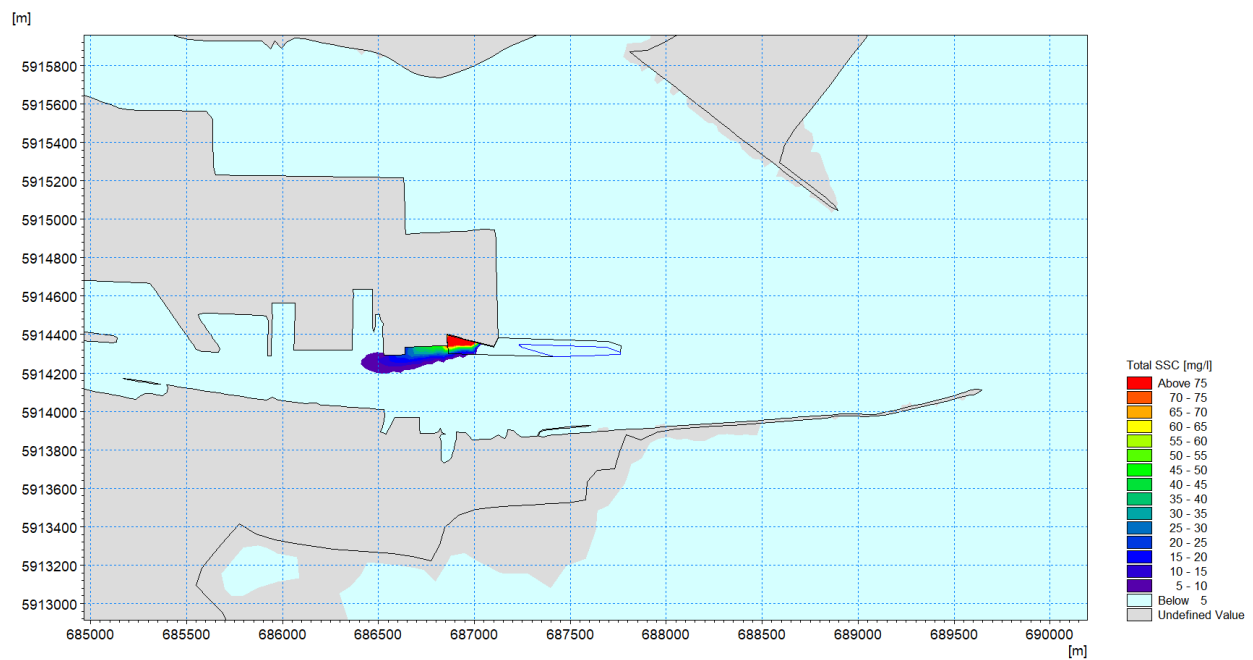 [m]
5915800
5915600
5915400
5915200
5915000
5914800
5914600
5914400
5914200
5914000
5913800
5913600
5913400
5913200
5913000
685000 685500 686000 686500 687000 687500 688000 688500 689000 689500 690000
[m]
Total SSC [mg/l]
Above 75
70 - 75
65 - 70
60 - 65
55 - 60
50 - 55
45 - 50
40 - 45
35 - 40
30 - 35
25 - 30
20 - 25
15 - 20
10 - 15
5 - 10
Below 5
Undefined Value